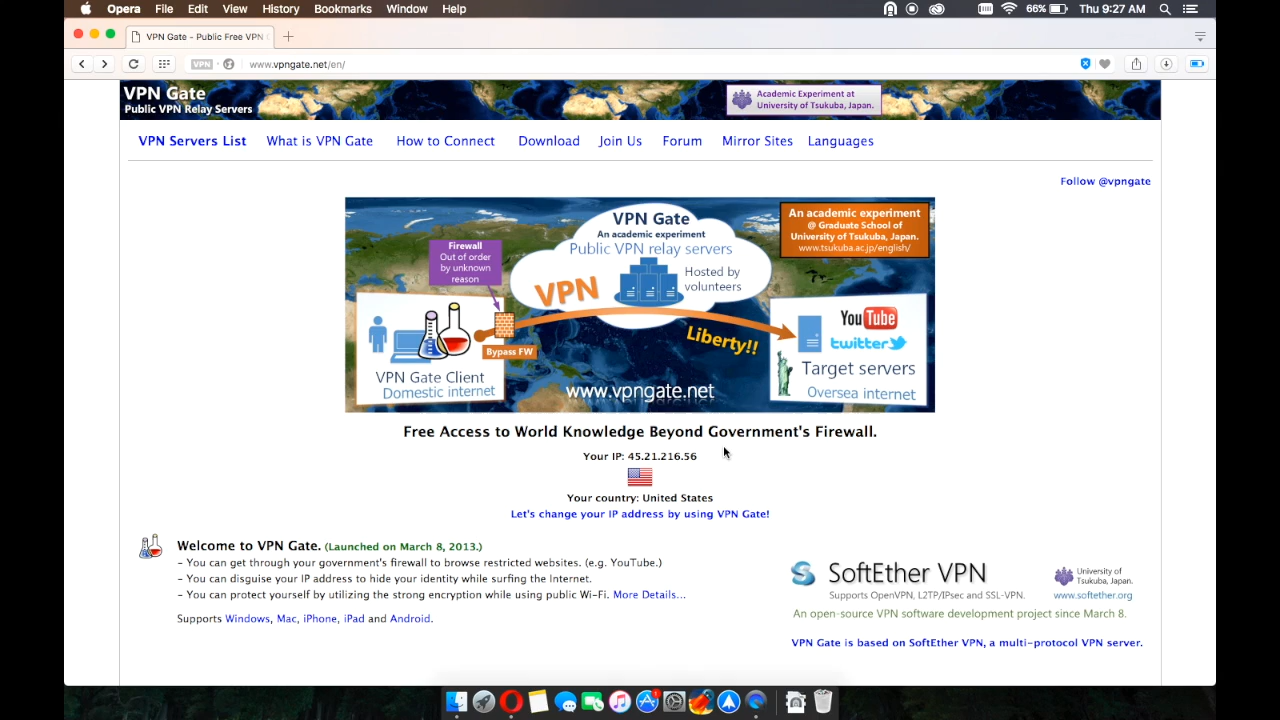 Opera File Edit View History Bookmarks Window Help 66% Thu 9:27 AM
VPN Gate - Public Free VPN
VPN www.vpngate.net/en/
VPN Gate
Public VPN Relay Servers
Academic Experiment at
University of Tsukuba, Japan.
VPN Servers List What is VPN Gate How to Connect Download Join Us Forum Mirror Sites Languages
Follow @vpngate
VPN Gate
An academic experiment
Public VPN relay servers
Hosted by
volunteers
An academic experiment
@ Graduate School of
University of Tsukuba, Japan.
www.tsukuba.ac.jp/english/
Firewall
Out of order
by unknown
reason
VPN
Bypass FW
Liberty!!
VPN Gate Client
Domestic internet
www.vpngate.net
YouTube
twitter
Target servers
Oversea internet
Free Access to World Knowledge Beyond Government's Firewall.
Your IP: 45.21.216.56
Your country: United States
Let's change your IP address by using VPN Gate!
Welcome to VPN Gate. (Launched on March 8, 2013.)
- You can get through your government's firewall to browse restricted websites. (e.g. YouTube.)
- You can disguise your IP address to hide your identity while surfing the Internet.
- You can protect yourself by utilizing the strong encryption while using public Wi-Fi. More Details...
Supports Windows, Mac, iPhone, iPad and Android.
SoftEther VPN
Supports OpenVPN, L2TP/IPsec and SSL-VPN.
University of
Tsukuba, Japan.
www.softether.org
An open-source VPN software development project since March 8.
VPN Gate is based on SoftEther VPN, a multi-protocol VPN server.